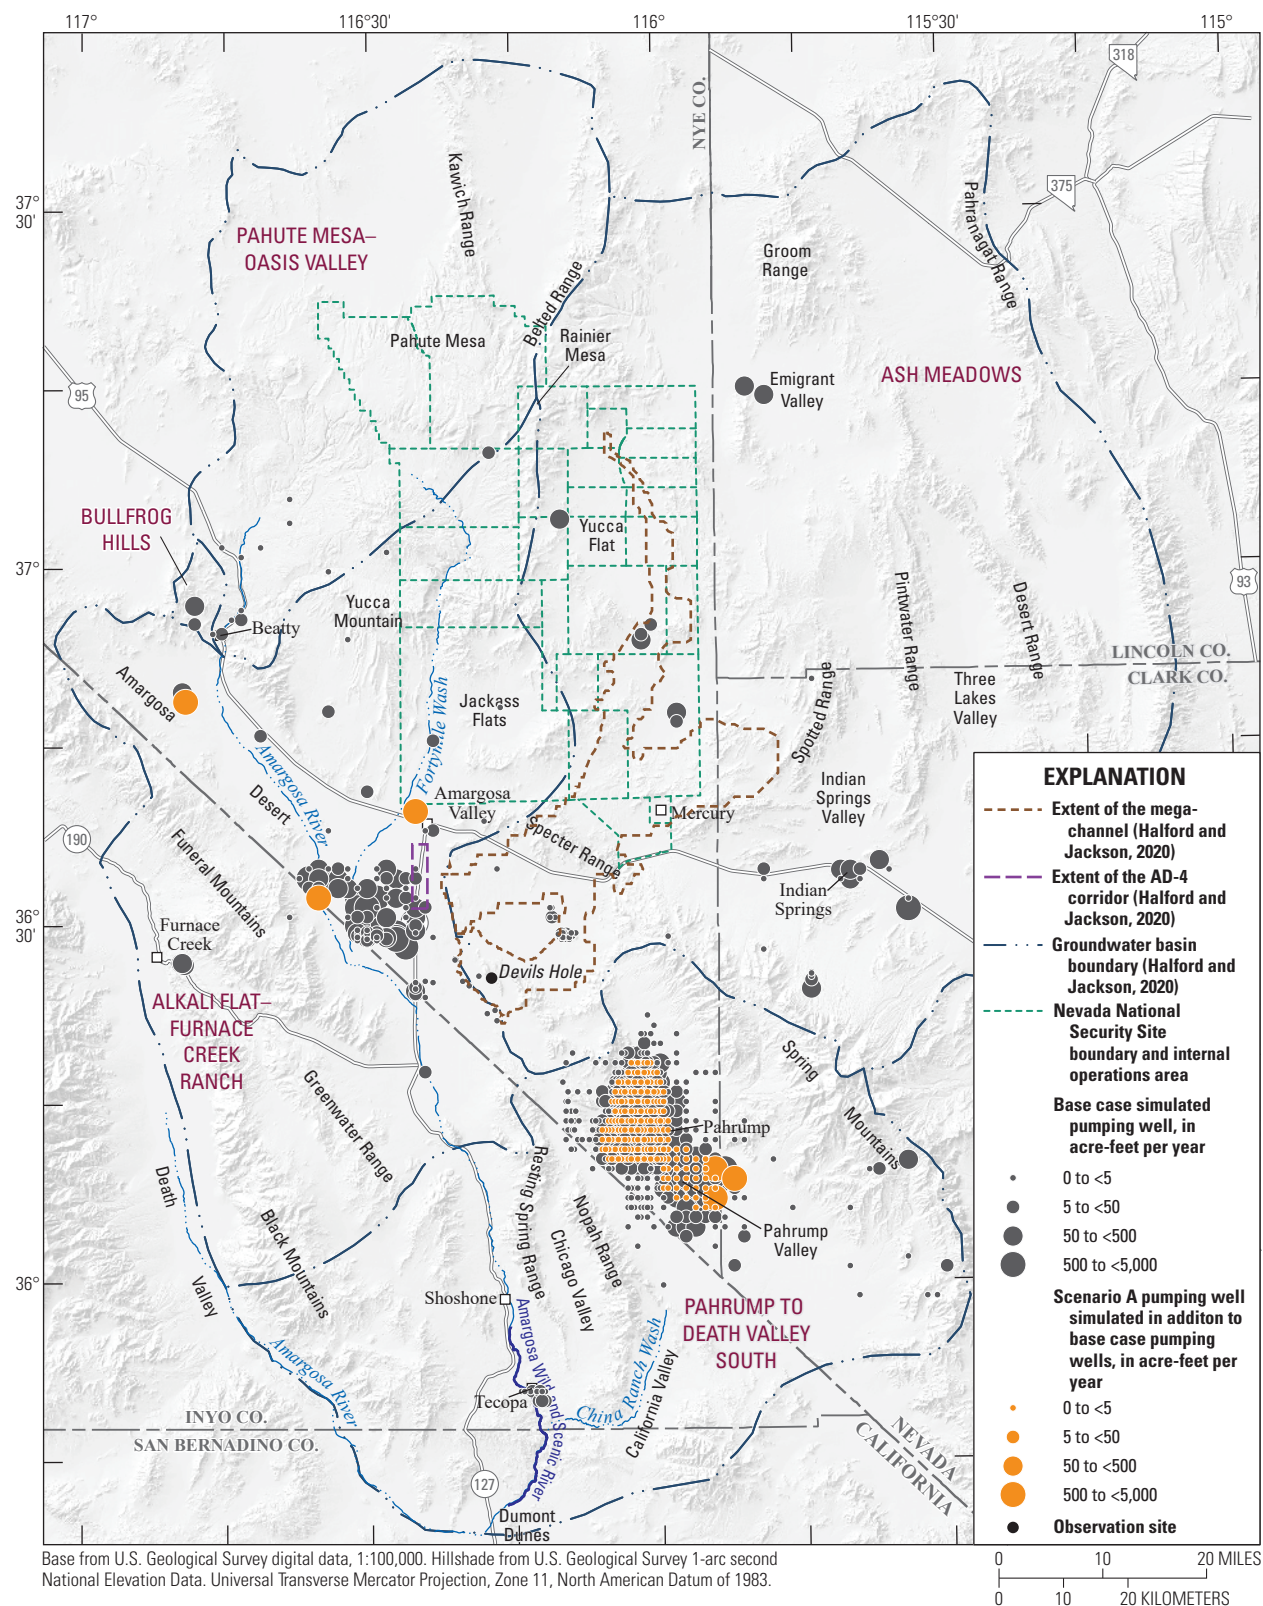 117°
116°30'
116°
115°30'
115°
318
NYE CO.
375
37°
30'
Kawich Range
Pahranagat Range
PAHUTE MESA–
OASIS VALLEY
Groom
Range
Belted Range
Pahute Mesa
Rainier
Mesa
95
Emigrant
Valley
ASH MEADOWS
BULLFROG
HILLS
Yucca
Flat
37°
93
Yucca
Mountain
Pintwater Range
Desert Range
Beatty
LINCOLN CO.
CLARK CO.
Amargosa
Fortymile Wash
Jackass
Flats
Spotted Range
Three
Lakes
Valley
Amargosa River
Desert
Amargosa
Valley
Mercury
Indian
Springs
Valley
190
Funeral Mountains
Specter Range
Indian
Springs
36°
30'
Furnace
Creek
Devils Hole
ALKALI FLAT–
FURNACE
CREEK
RANCH
Spring
Mountains
Greenwater Range
Pahrump
Death
Valley
Resting Spring Range
Nopah Range
Chicago Valley
Pahrump
Valley
Black Mountains
36°
Shoshone
PAHRUMP TO
DEATH VALLEY
SOUTH
Amargosa Wild and Scenic River
China Ranch Wash
California Valley
Amargosa River
Tecopa
INYO CO.
SAN BERNADINO CO.
NEVADA
CALIFORNIA
127
Dumont
Dunes
EXPLANATION
Extent of the mega-
channel (Halford and
Jackson, 2020)
Extent of the AD-4
corridor (Halford and
Jackson, 2020)
Groundwater basin
boundary (Halford and
Jackson, 2020)
Nevada National
Security Site
boundary and internal
operations area
Base case simulated
pumping well, in
acre-feet per year
0 to <5
5 to <50
50 to <500
500 to <5,000
Scenario A pumping well
simulated in additon to
base case pumping
wells, in acre-feet per
year
0 to <5
5 to <50
50 to <500
500 to <5,000
Observation site
Base from U.S. Geological Survey digital data, 1:100,000. Hillshade from U.S. Geological Survey 1-arc second
National Elevation Data. Universal Transverse Mercator Projection, Zone 11, North American Datum of 1983.
0 10 20 MILES
0 10 20 KILOMETERS